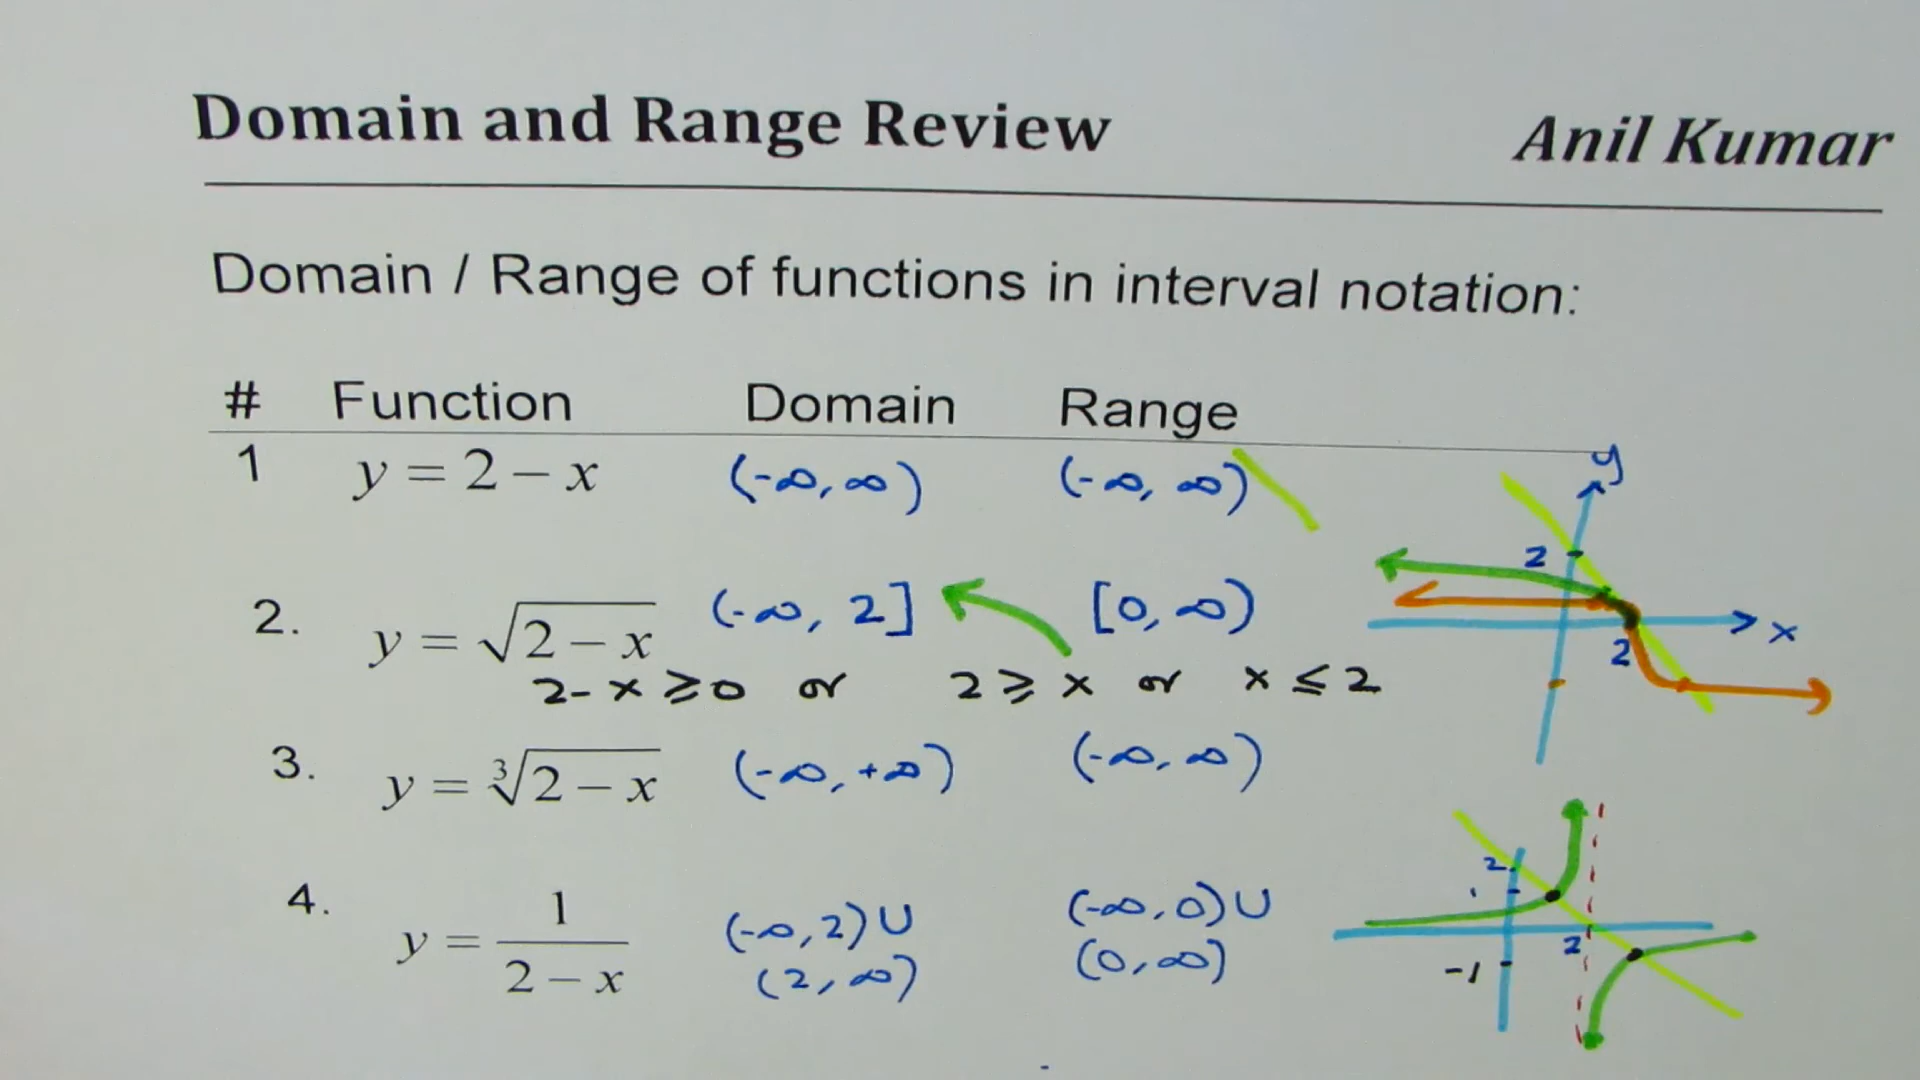 Domain and Range Review Anil Kumar
Domain / Range of functions in interval notation:
# Function Domain Range
1 y = 2 − x (-∞, ∞) (-∞, ∞)
2. y = √(2 − x) (-∞, 2] [0, ∞)
2 - x ≥ 0 or 2 ≥ x or x ≤ 2
3. y = ∛(2 − x) (-∞, +∞) (-∞, ∞)
4. y = 1/(2 − x) (-∞, 2) ∪ (-∞, 0) ∪
(2, ∞) (0, ∞)
y
2
x
2
2
1
2
-1